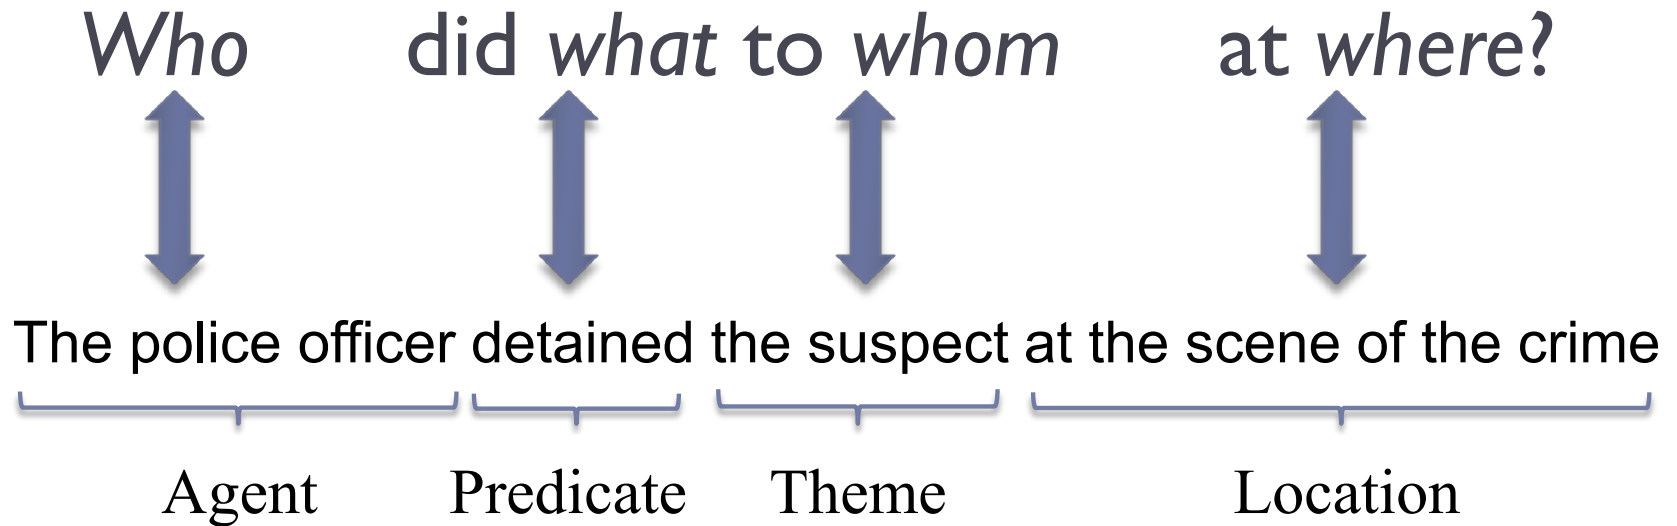 Who did what to whom at where?
The police officer detained the suspect at the scene of the crime
Agent Predicate Theme Location